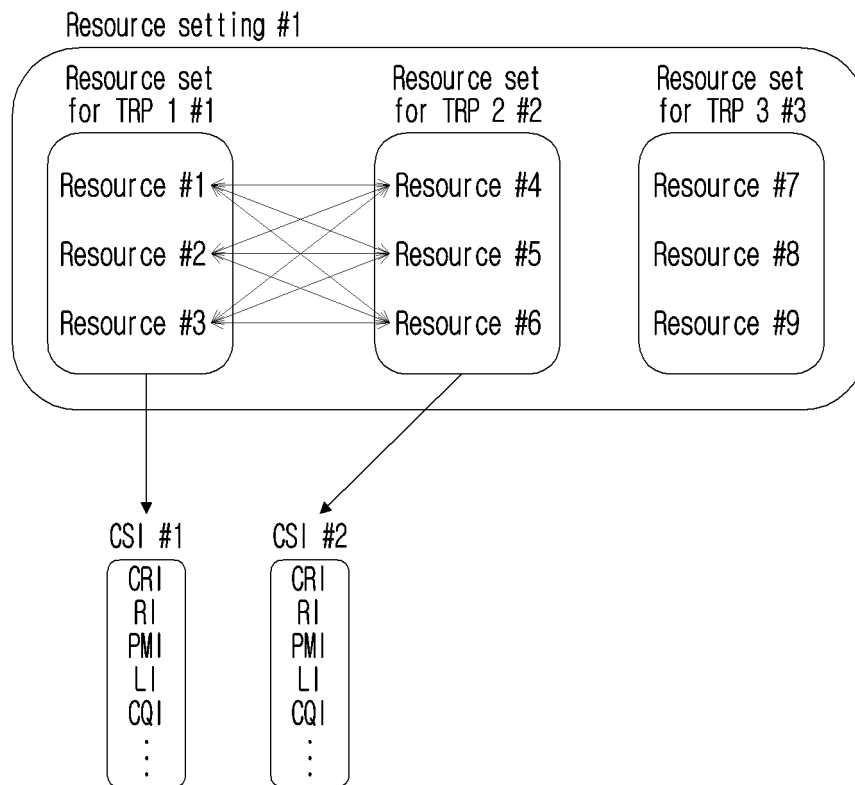 Resource setting #1
Resource set
for TRP 1 #1
Resource #1
Resource #2
Resource #3
Resource set
for TRP 2 #2
Resource #4
Resource #5
Resource #6
Resource set
for TRP 3 #3
Resource #7
Resource #8
Resource #9
CSI #1
CRI
RI
PMI
LI
CQI
⋮
CSI #2
CRI
RI
PMI
LI
CQI
⋮